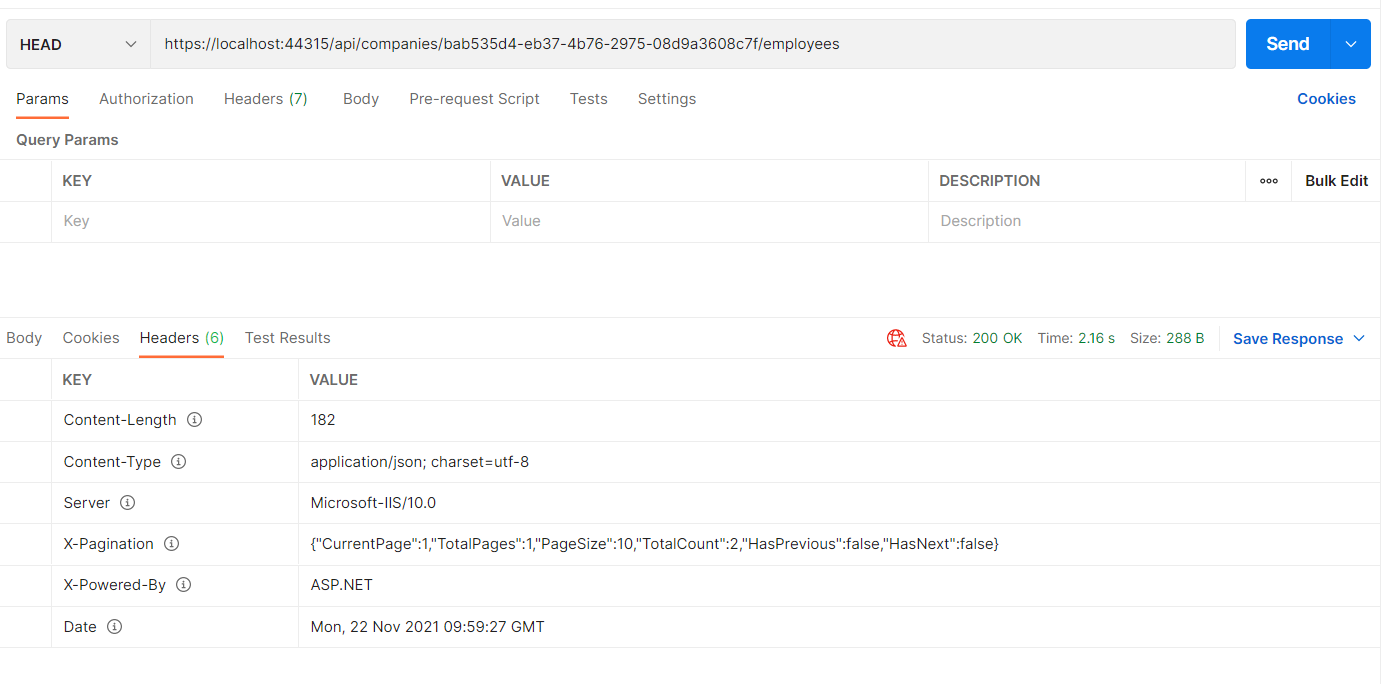 HEAD https://localhost:44315/api/companies/bab535d4-eb37-4b76-2975-08d9a3608c7f/employees Send
Params Authorization Headers (7) Body Pre-request Script Tests Settings Cookies
Query Params
KEY VALUE DESCRIPTION Bulk Edit
Key Value Description
Body Cookies Headers (6) Test Results Status: 200 OK Time: 2.16 s Size: 288 B Save Response
KEY VALUE
Content-Length 182
Content-Type application/json; charset=utf-8
Server Microsoft-IIS/10.0
X-Pagination {"CurrentPage":1,"TotalPages":1,"PageSize":10,"TotalCount":2,"HasPrevious":false,"HasNext":false}
X-Powered-By ASP.NET
Date Mon, 22 Nov 2021 09:59:27 GMT